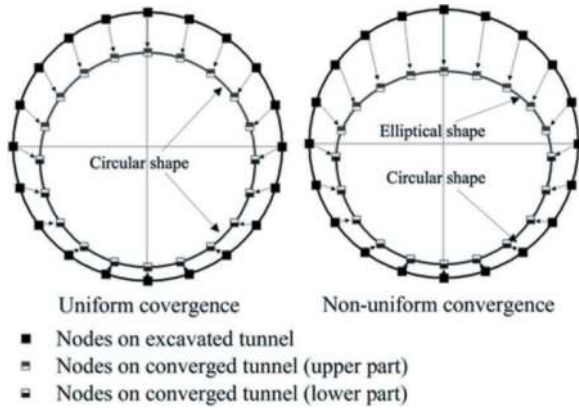 Circular shape
Elliptical shape
Circular shape
Uniform covergence
Non-uniform convergence
Nodes on excavated tunnel
Nodes on converged tunnel (upper part)
Nodes on converged tunnel (lower part)